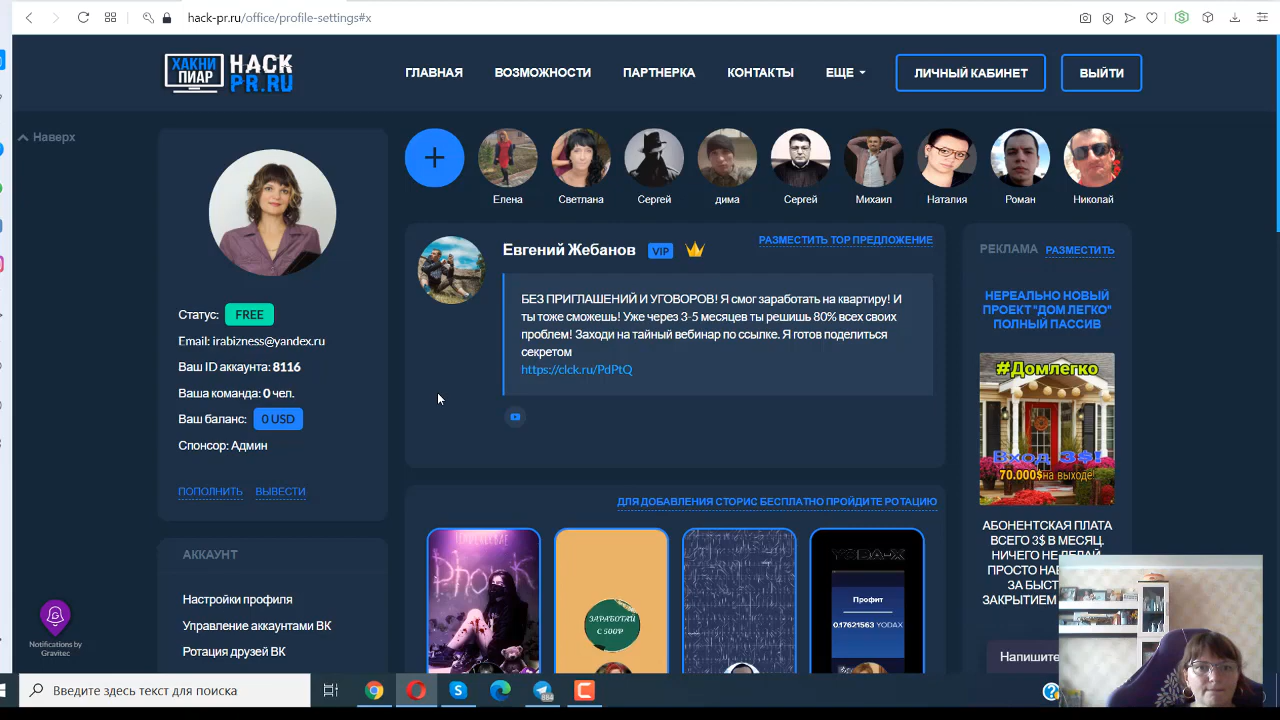 hack-pr.ru/office/profile-settings#x
ХАКНИ ПИАР
HACK PR.RU
ГЛАВНАЯ
ВОЗМОЖНОСТИ
ПАРТНЕРКА
КОНТАКТЫ
ЕЩЕ
ЛИЧНЫЙ КАБИНЕТ
ВЫЙТИ
Наверх
Елена
Светлана
Сергей
дима
Сергей
Михаил
Наталия
Роман
Николай
Статус: FREE
Email: irabizness@yandex.ru
Ваш ID аккаунта: 8116
Ваша команда: 0 чел.
Ваш баланс: 0 USD
Спонсор: Админ
ПОПОЛНИТЬ ВЫВЕСТИ
АККАУНТ
Настройки профиля
Управление аккаунтами ВК
Ротация друзей ВК
Notifications by
Gravitec
Евгений Жебанов VIP
РАЗМЕСТИТЬ TOP ПРЕДЛОЖЕНИЕ
БЕЗ ПРИГЛАШЕНИЙ И УГОВОРОВ! Я смог заработать на квартиру! И
ты тоже сможешь! Уже через 3-5 месяцев ты решишь 80% всех своих
проблем! Заходи на тайный вебинар по ссылке. Я готов поделиться
секретом
https://clck.ru/PdPtQ
ДЛЯ ДОБАВЛЕНИЯ СТОРИС БЕСПЛАТНО ПРОЙДИТЕ РОТАЦИЮ
ЗАРАБОТАЙ
С 500Р
YODA-X
Профит
0.17621563 YODAX
РЕКЛАМА РАЗМЕСТИТЬ
НЕРЕАЛЬНО НОВЫЙ
ПРОЕКТ "ДОМ ЛЕГКО"
ПОЛНЫЙ ПАССИВ
#Домлегко
Вход 3$!
70.000$на выходе!
АБОНЕНТСКАЯ ПЛАТА
ВСЕГО 3$ В МЕСЯЦ.
НИЧЕГО НЕ ДЕЛАЙ
ПРОСТО
ЗА
ЗАКРЫТИЕМ
Напишите
Введите здесь текст для поиска